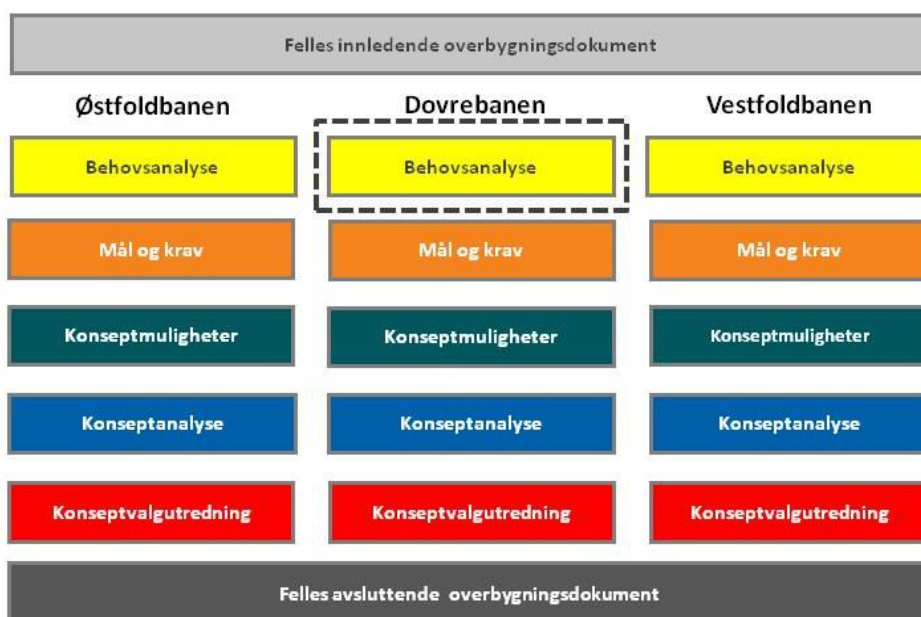 Felles innledende overbygningsdokument
Østfoldbanen Dovrebanen Vestfoldbanen
Behovsanalyse Behovsanalyse Behovsanalyse
Mål og krav Mål og krav Mål og krav
Konseptmuligheter Konseptmuligheter Konseptmuligheter
Konseptanalyse Konseptanalyse Konseptanalyse
Konseptvalgutredning Konseptvalgutredning Konseptvalgutredning
Felles avsluttende overbygningsdokument